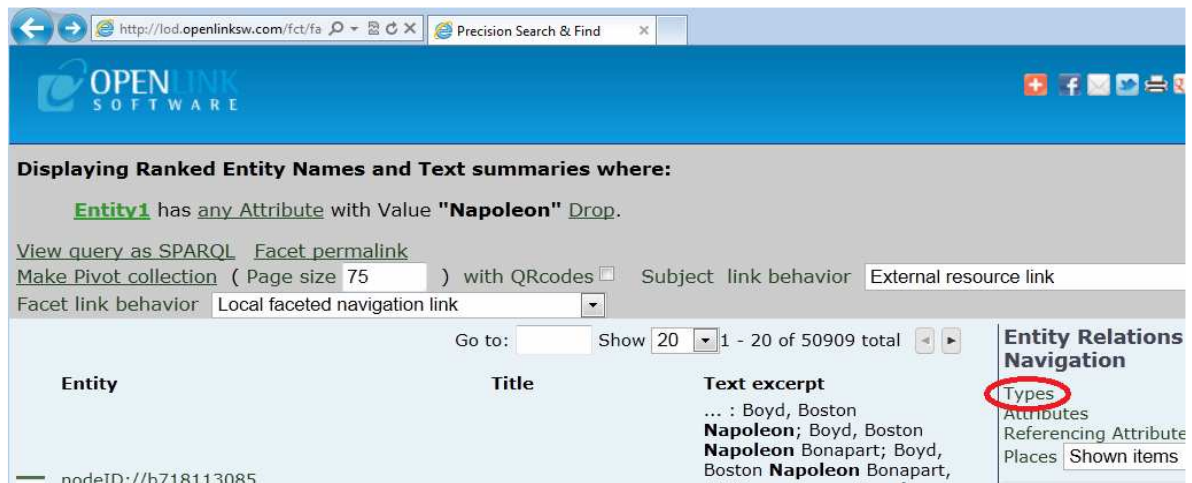 http://lod.openlinksw.com/fct/fa
Precision Search & Find
OPENLINK
SOFTWARE
Displaying Ranked Entity Names and Text summaries where:
Entity1 has any Attribute with Value "Napoleon" Drop.
View query as SPARQL Facet permalink
Make Pivot collection ( Page size 75 ) with QRcodes Subject link behavior External resource link
Facet link behavior Local faceted navigation link
Go to: Show 20 1 - 20 of 50909 total
Entity Title Text excerpt
... : Boyd, Boston
Napoleon; Boyd, Boston
Napoleon Bonapart; Boyd,
Boston Napoleon Bonapart,
nodeID://b718113085
Entity Relations
Navigation
Types
Attributes
Referencing Attribute
Places Shown items